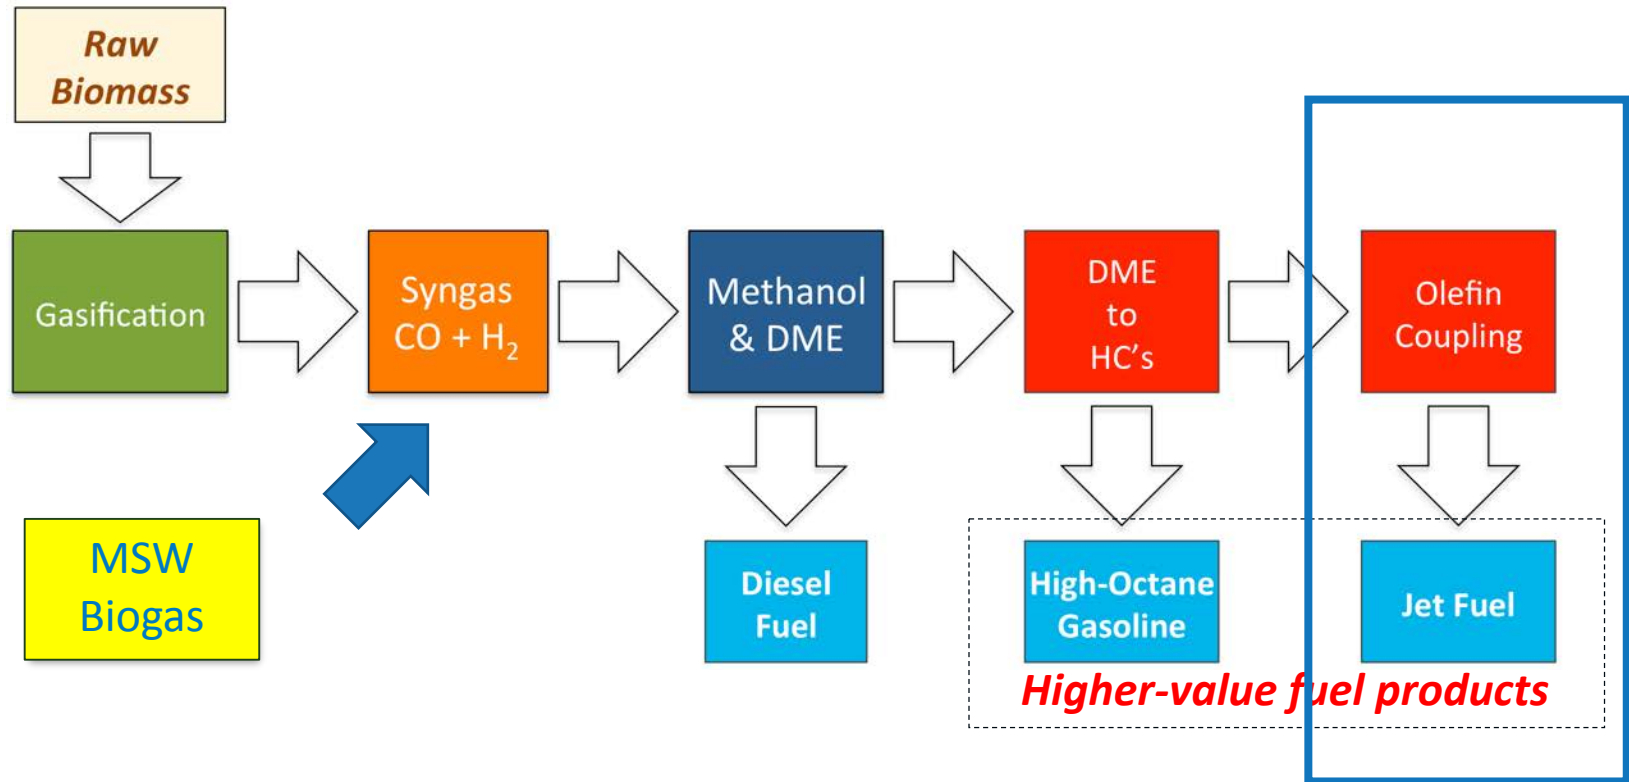 Raw
Biomass
Gasification
Syngas
CO + H₂
Methanol
& DME
DME
to
HC’s
Olefin
Coupling
MSW
Biogas
Diesel
Fuel
High-Octane
Gasoline
Jet Fuel
Higher-value fuel products